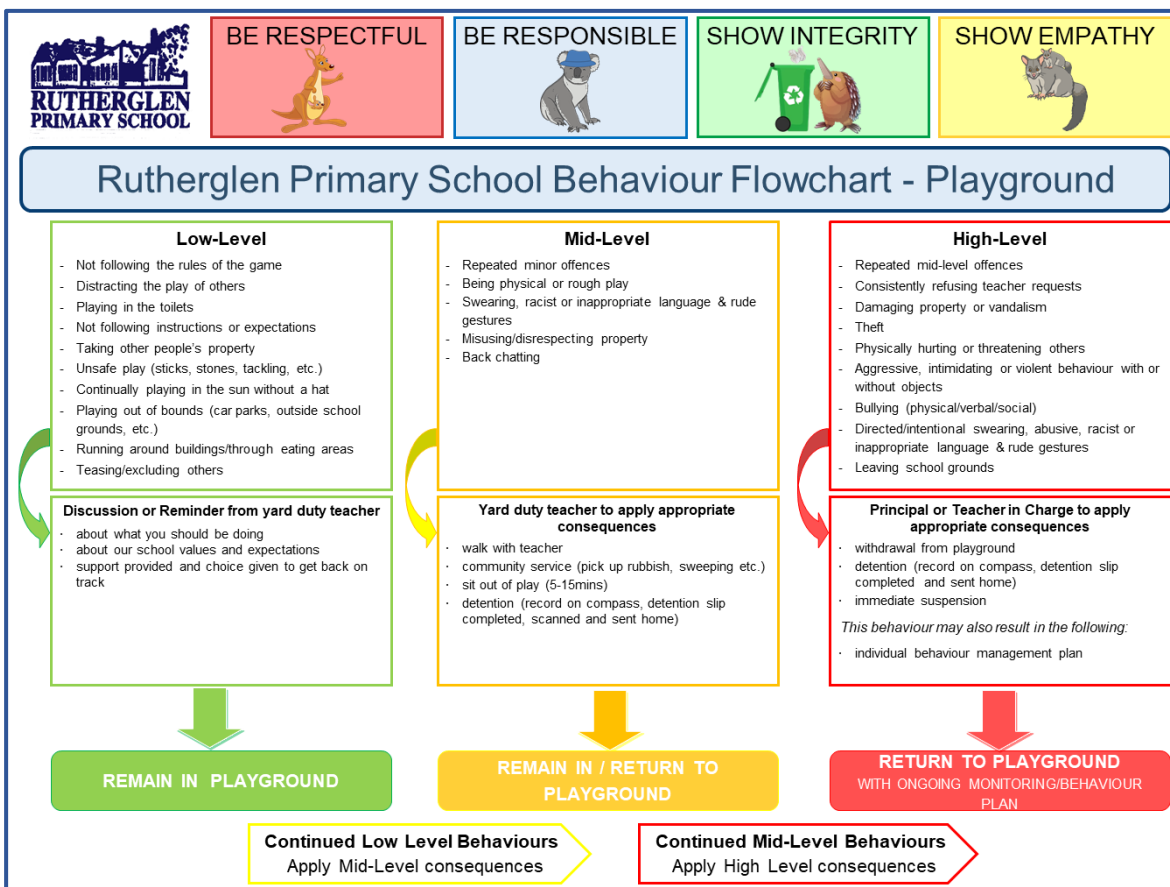 RUTHERGLEN
PRIMARY SCHOOL
BE RESPECTFUL
BE RESPONSIBLE
SHOW INTEGRITY
SHOW EMPATHY
Rutherglen Primary School Behaviour Flowchart - Playground
Low-Level
- Not following the rules of the game
- Distracting the play of others
- Playing in the toilets
- Not following instructions or expectations
- Taking other people's property
- Unsafe play (sticks, stones, tackling, etc.)
- Continually playing in the sun without a hat
- Playing out of bounds (car parks, outside school
grounds, etc.)
- Running around buildings/through eating areas
- Teasing/excluding others
Discussion or Reminder from yard duty teacher
· about what you should be doing
· about our school values and expectations
· support provided and choice given to get back on
track
REMAIN IN PLAYGROUND
Mid-Level
- Repeated minor offences
- Being physical or rough play
- Swearing, racist or inappropriate language & rude
gestures
- Misusing/disrespecting property
- Back chatting
Yard duty teacher to apply appropriate
consequences
· walk with teacher
· community service (pick up rubbish, sweeping etc.)
· sit out of play (5-15mins)
· detention (record on compass, detention slip
completed, scanned and sent home)
REMAIN IN / RETURN TO
PLAYGROUND
High-Level
- Repeated mid-level offences
- Consistently refusing teacher requests
- Damaging property or vandalism
- Theft
- Physically hurting or threatening others
- Aggressive, intimidating or violent behaviour with or
without objects
- Bullying (physical/verbal/social)
- Directed/intentional swearing, abusive, racist or
inappropriate language & rude gestures
- Leaving school grounds
Principal or Teacher in Charge to apply
appropriate consequences
· withdrawal from playground
· detention (record on compass, detention slip
completed and sent home)
· immediate suspension
This behaviour may also result in the following:
· individual behaviour management plan
RETURN TO PLAYGROUND
WITH ONGOING MONITORING/BEHAVIOUR
PLAN
Continued Low Level Behaviours
Apply Mid-Level consequences
Continued Mid-Level Behaviours
Apply High Level consequences